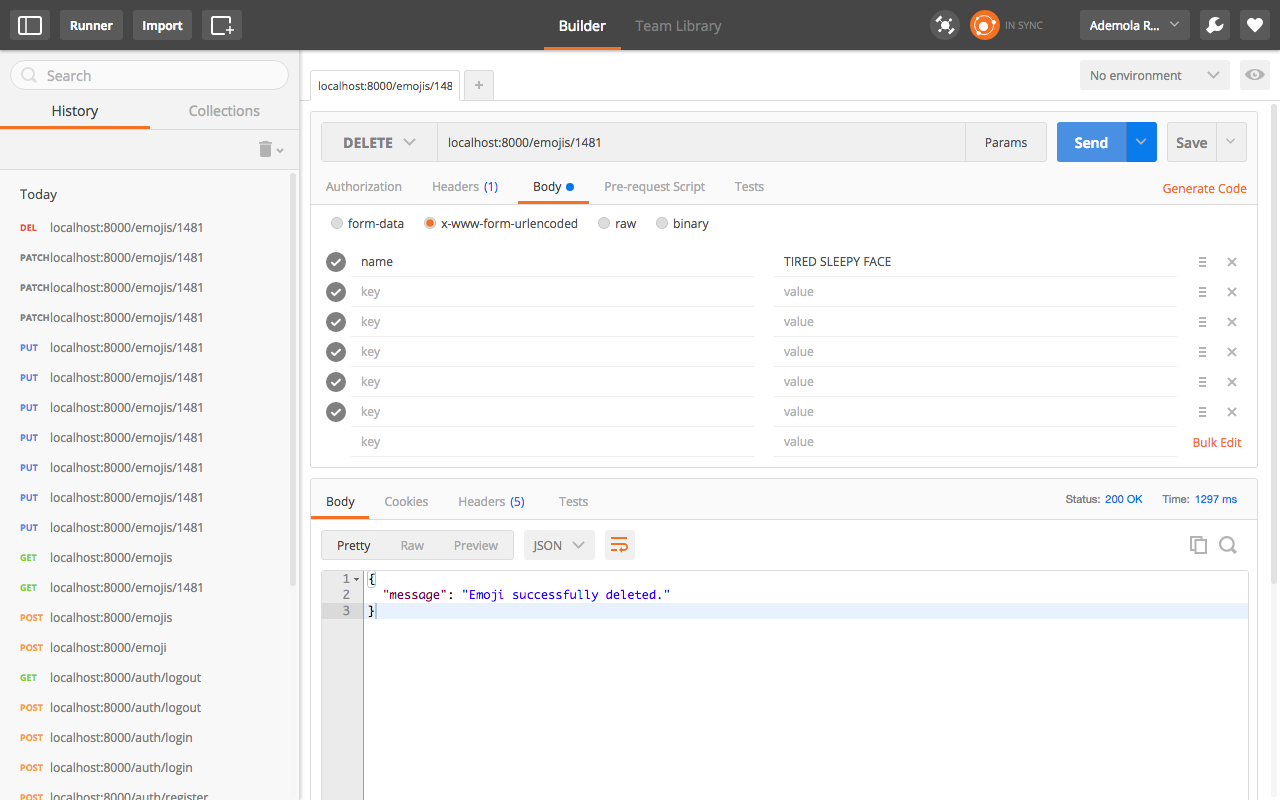 Runner Import Builder Team Library IN SYNC Ademola R...
Search
History Collections
Today
DEL localhost:8000/emojis/1481
PATCH localhost:8000/emojis/1481
PATCH localhost:8000/emojis/1481
PATCH localhost:8000/emojis/1481
PUT localhost:8000/emojis/1481
PUT localhost:8000/emojis/1481
PUT localhost:8000/emojis/1481
PUT localhost:8000/emojis/1481
PUT localhost:8000/emojis/1481
PUT localhost:8000/emojis/1481
PUT localhost:8000/emojis/1481
GET localhost:8000/emojis
GET localhost:8000/emojis/1481
POST localhost:8000/emojis
POST localhost:8000/emoji
GET localhost:8000/auth/logout
POST localhost:8000/auth/logout
POST localhost:8000/auth/login
POST localhost:8000/auth/login
POST localhost:8000/auth/register
localhost:8000/emojis/148 + No environment
DELETE localhost:8000/emojis/1481 Params Send Save
Authorization Headers (1) Body Pre-request Script Tests Generate Code
form-data x-www-form-urlencoded raw binary
name TIRED SLEEPY FACE
key value
key value
key value
key value
key value
key value Bulk Edit
Body Cookies Headers (5) Tests Status: 200 OK Time: 1297 ms
Pretty Raw Preview JSON
1 {
2 "message": "Emoji successfully deleted."
3 }